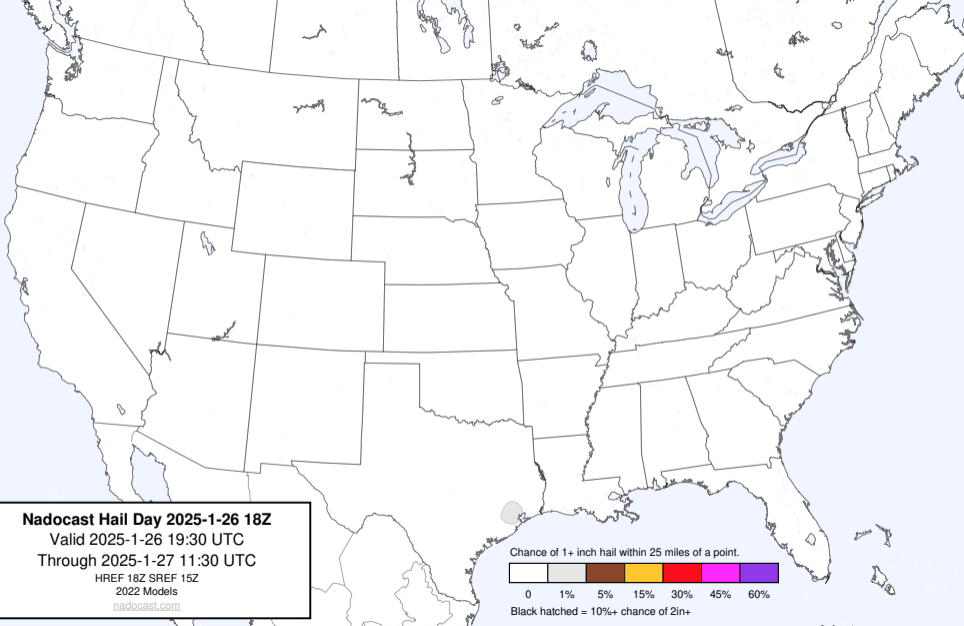 Nadocast Hail Day 2025-1-26 18Z
Valid 2025-1-26 19:30 UTC
Through 2025-1-27 11:30 UTC
HREF 18Z SREF 15Z
2022 Models
nadocast.com
Chance of 1+ inch hail within 25 miles of a point.
0 1% 5% 15% 30% 45% 60%
Black hatched = 10%+ chance of 2in+